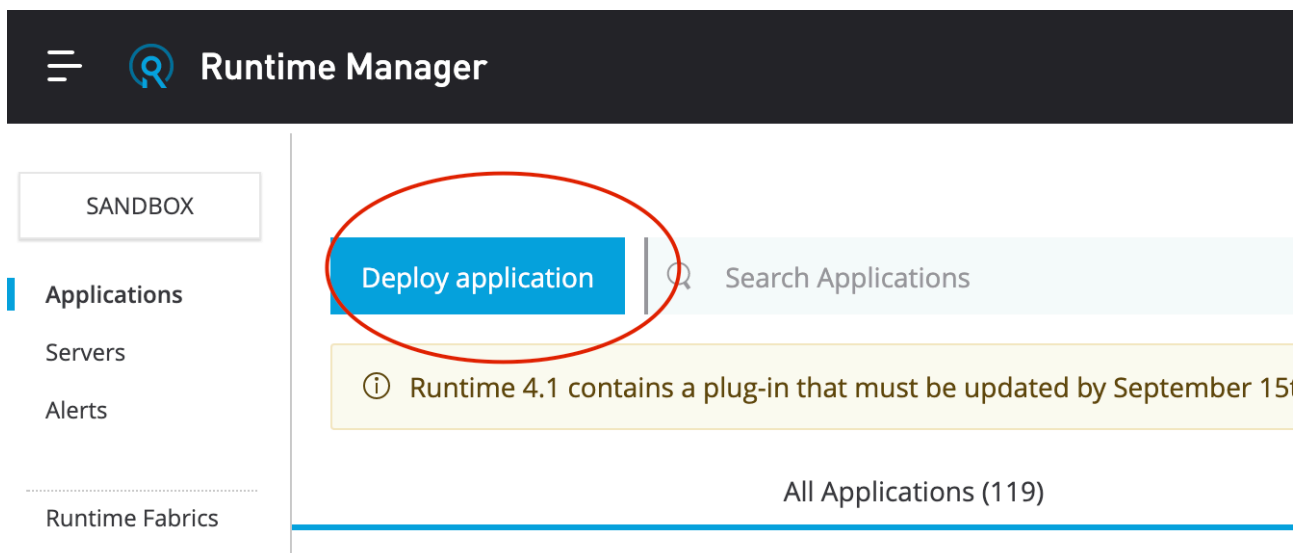 Runtime Manager
SANDBOX
Applications
Servers
Alerts
Runtime Fabrics
Deploy application
Search Applications
Runtime 4.1 contains a plug-in that must be updated by September 15
All Applications (119)